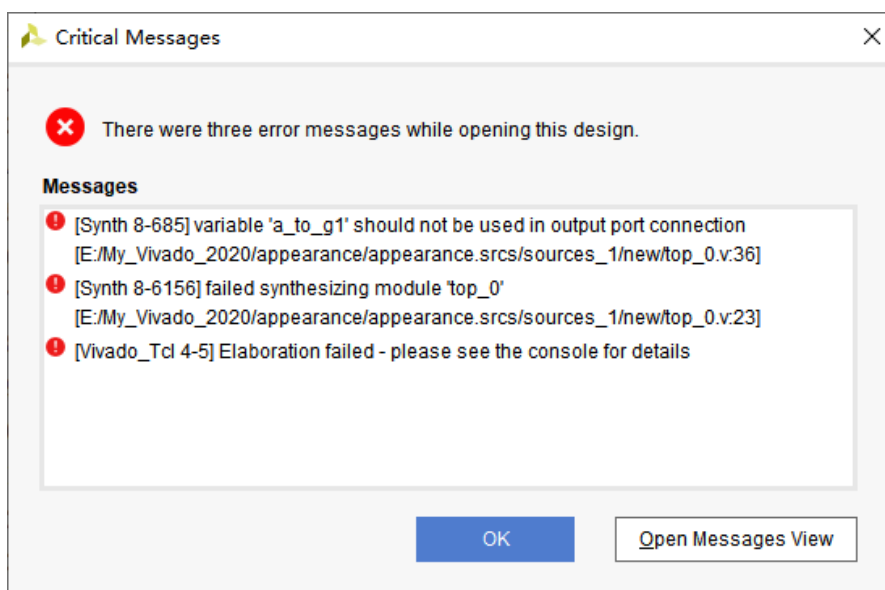 Critical Messages
There were three error messages while opening this design.
Messages
[Synth 8-685] variable 'a_to_g1' should not be used in output port connection
[E:/My_Vivado_2020/appearance/appearance.srcs/sources_1/new/top_0.v:36]
[Synth 8-6156] failed synthesizing module 'top_0'
[E:/My_Vivado_2020/appearance/appearance.srcs/sources_1/new/top_0.v:23]
[Vivado_Tcl 4-5] Elaboration failed - please see the console for details
OK
Open Messages View